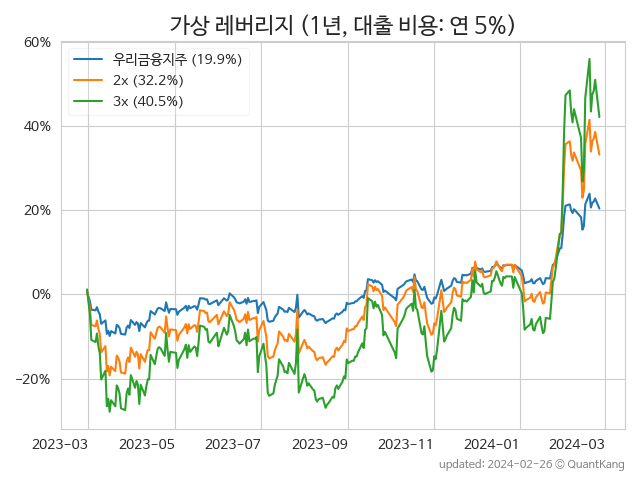 가상 레버리지 (1년, 대출 비용: 연 5%)
우리금융지주 (19.9%)
2x (32.2%)
3x (40.5%)
60%
40%
20%
0%
−20%
2023-03 2023-05 2023-07 2023-09 2023-11 2024-01 2024-03
updated: 2024-02-26 © QuantKang